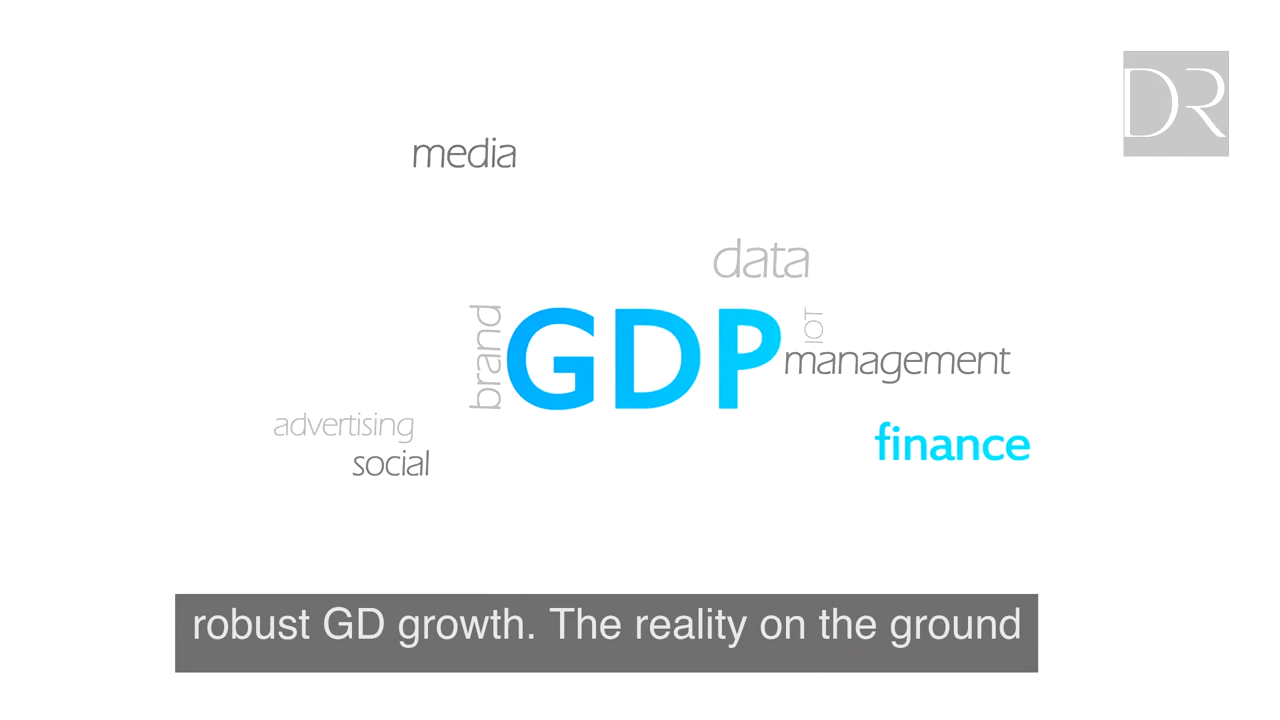 DR
media
data
brand
GDP
IOT
management
advertising
finance
social
robust GD growth. The reality on the ground